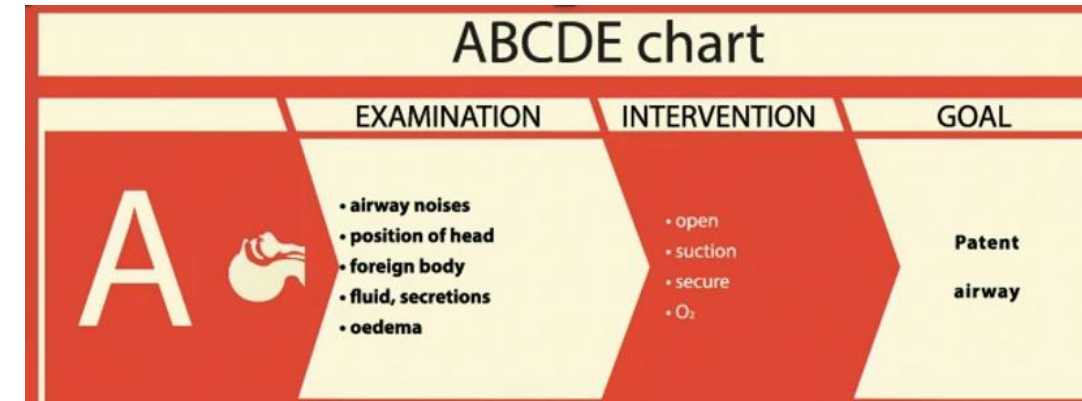 ABCDE chart
EXAMINATION
INTERVENTION
GOAL
A
• airway noises
• position of head
• foreign body
• fluid, secretions
• oedema
• open
• suction
• secure
• O₂
Patent
airway